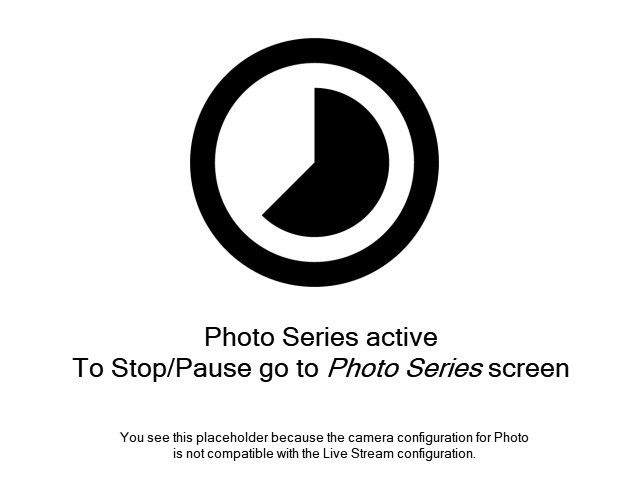 Photo Series active
To Stop/Pause go to Photo Series screen
You see this placeholder because the camera configuration for Photo
is not compatible with the Live Stream configuration.